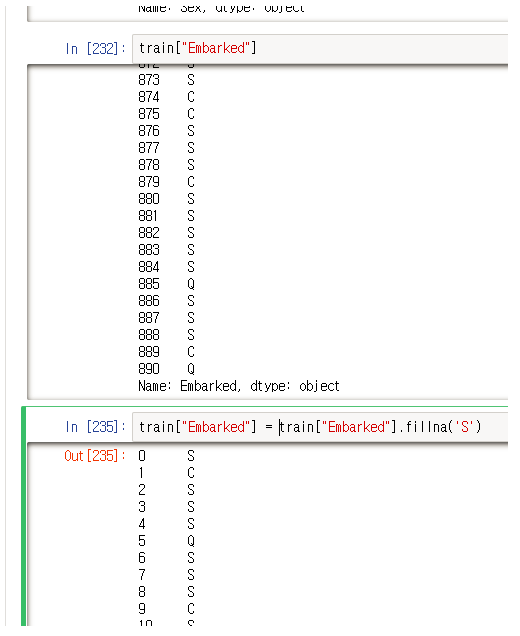 Name: Sex, dtype: object
In [232]: train["Embarked"]
872 S
873 S
874 C
875 C
876 S
877 S
878 S
879 C
880 S
881 S
882 S
883 S
884 S
885 Q
886 S
887 S
888 S
889 C
890 Q
Name: Embarked, dtype: object
In [235]: train["Embarked"] = train["Embarked"].fillna('S')
Out[235]: 0 S
1 C
2 S
3 S
4 S
5 Q
6 S
7 S
8 S
9 C
10 S